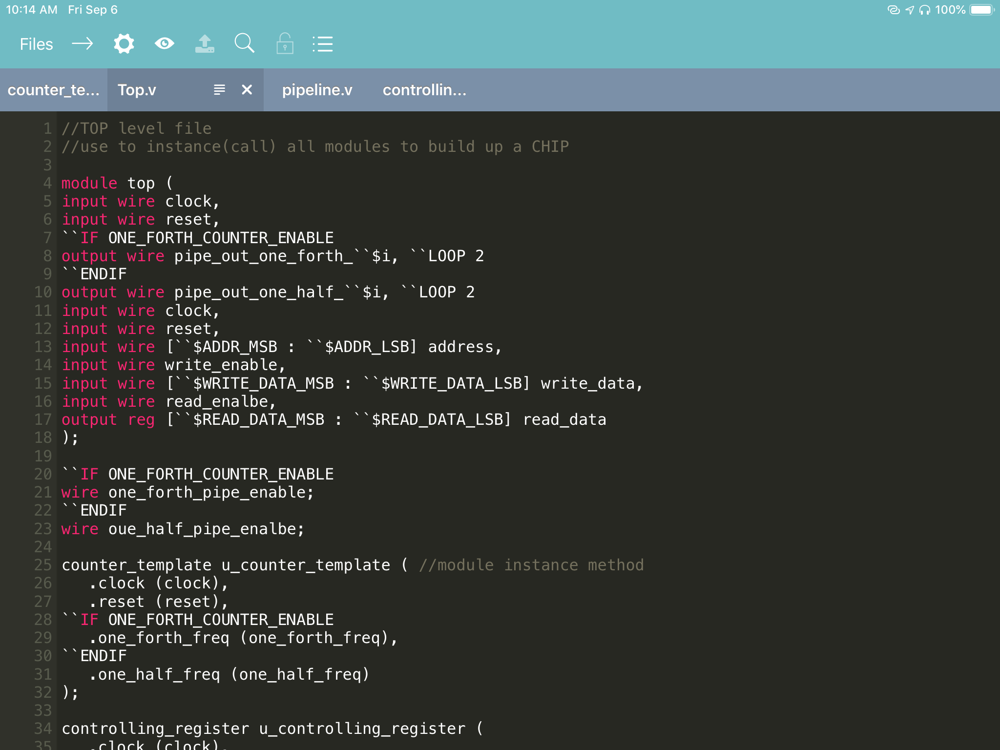 10:14 AM Fri Sep 6 100%
Files
counter_te... Top.v pipeline.v controllin...
1 //TOP level file
2 //use to instance(call) all modules to build up a CHIP
3
4 module top (
5 input wire clock,
6 input wire reset,
7 ``IF ONE_FORTH_COUNTER_ENABLE
8 output wire pipe_out_one_forth_``$i, ``LOOP 2
9 ``ENDIF
10 output wire pipe_out_one_half_``$i, ``LOOP 2
11 input wire clock,
12 input wire reset,
13 input wire [``$ADDR_MSB : ``$ADDR_LSB] address,
14 input wire write_enable,
15 input wire [``$WRITE_DATA_MSB : ``$WRITE_DATA_LSB] write_data,
16 input wire read_enalbe,
17 output reg [``$READ_DATA_MSB : ``$READ_DATA_LSB] read_data
18 );
19
20 ``IF ONE_FORTH_COUNTER_ENABLE
21 wire one_forth_pipe_enable;
22 ``ENDIF
23 wire oue_half_pipe_enalbe;
24
25 counter_template u_counter_template ( //module instance method
26    .clock (clock),
27    .reset (reset),
28 ``IF ONE_FORTH_COUNTER_ENABLE
29    .one_forth_freq (one_forth_freq),
30 ``ENDIF
31    .one_half_freq (one_half_freq)
32 );
33
34 controlling_register u_controlling_register (
35    .clock (clock),